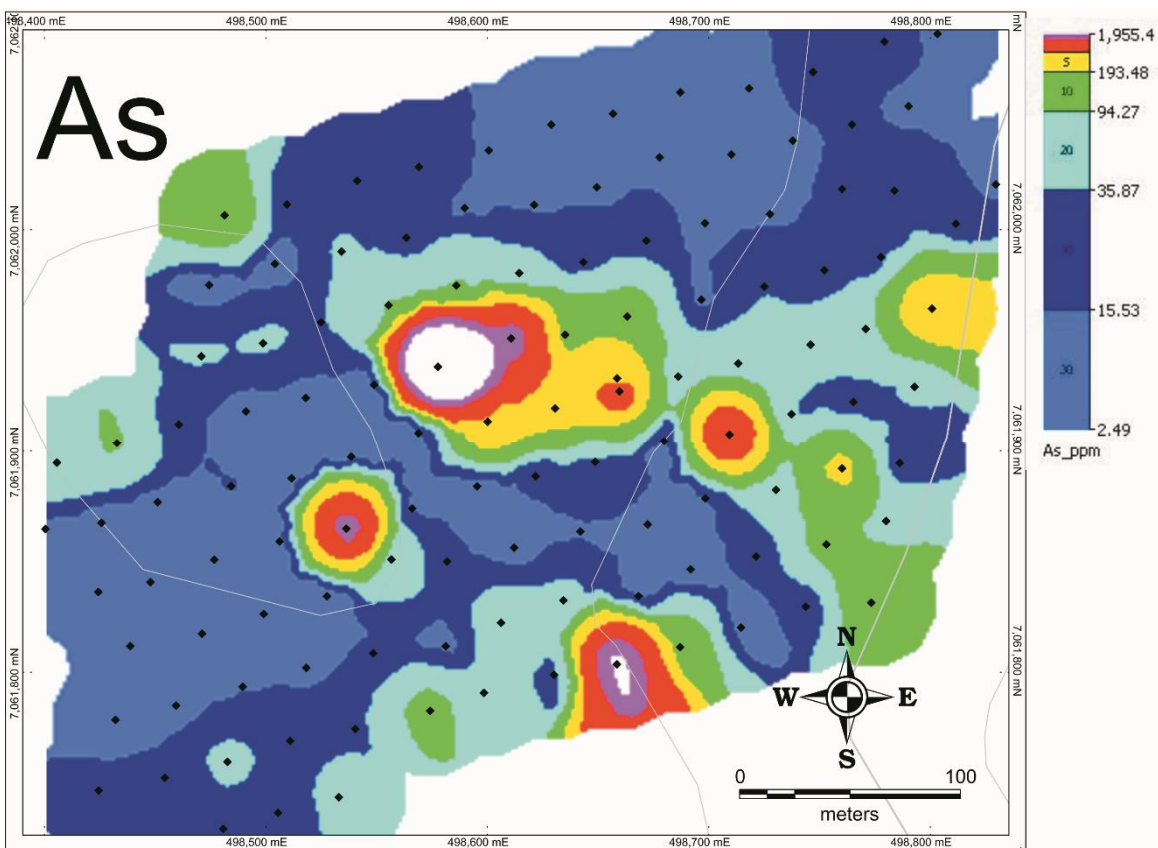 498,400 mE
498,500 mE
498,600 mE
498,700 mE
498,800 mE
mN
As
1,955.4
5
193.48
10
94.27
20
35.87
15.53
30
2.49
As_ppm
7,062,000 mN
7,062,000 mN
7,061,900 mN
7,061,900 mN
7,061,800 mN
7,061,800 mN
N
W
E
S
0
100
meters
498,500 mE
498,600 mE
498,700 mE
498,800 mE